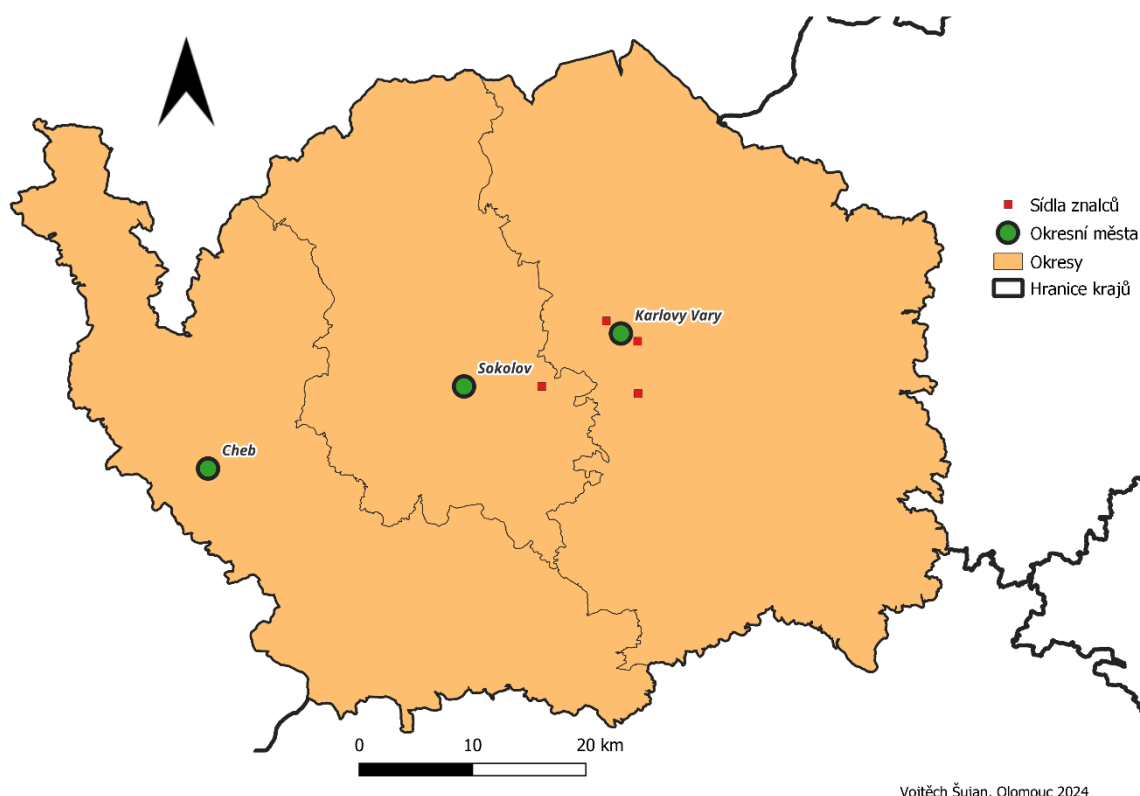 Sídla znalců
Okresní města
Okresy
Hranice krajů
Karlovy Vary
Sokolov
Cheb
0 10 20 km
Vojtěch Šujan, Olomouc 2024